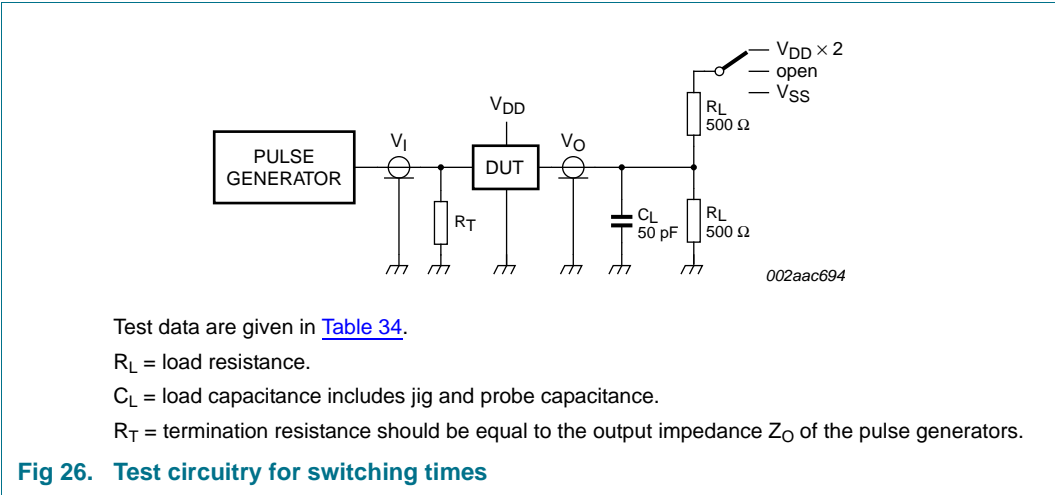 V_DD × 2
open
V_SS
R_L
500 Ω
V_DD
V_I
V_O
PULSE
GENERATOR
DUT
R_T
C_L
50 pF
R_L
500 Ω
002aac694
Test data are given in Table 34.
R_L = load resistance.
C_L = load capacitance includes jig and probe capacitance.
R_T = termination resistance should be equal to the output impedance Z_O of the pulse generators.
Fig 26. Test circuitry for switching times